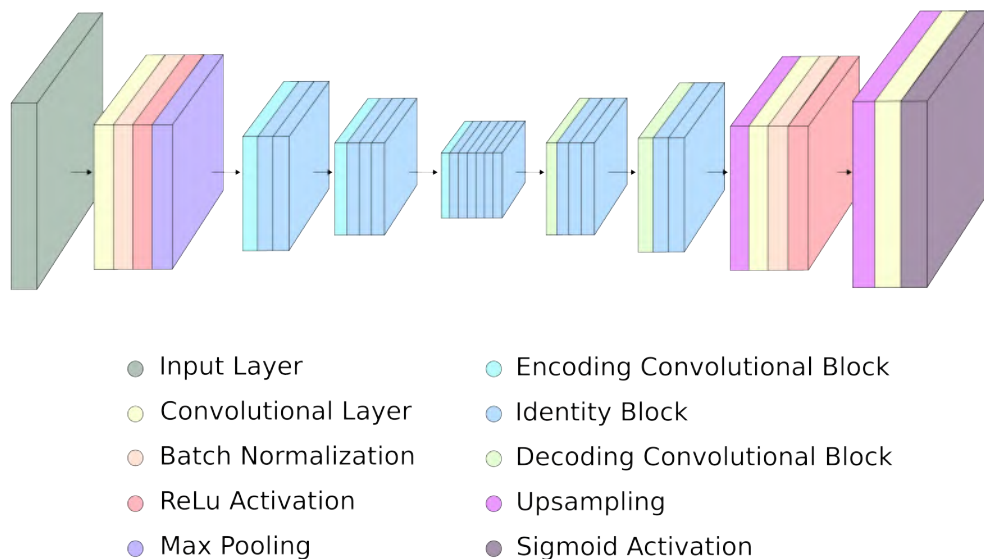 Input Layer
Convolutional Layer
Batch Normalization
ReLu Activation
Max Pooling
Encoding Convolutional Block
Identity Block
Decoding Convolutional Block
Upsampling
Sigmoid Activation